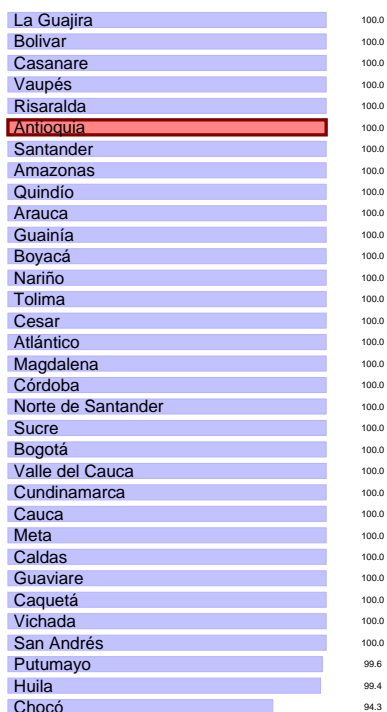 La Guajira 100.0
Bolivar 100.0
Casanare 100.0
Vaupés 100.0
Risaralda 100.0
Antioquia 100.0
Santander 100.0
Amazonas 100.0
Quindío 100.0
Arauca 100.0
Guainía 100.0
Boyacá 100.0
Nariño 100.0
Tolima 100.0
Cesar 100.0
Atlántico 100.0
Magdalena 100.0
Córdoba 100.0
Norte de Santander 100.0
Sucre 100.0
Bogotá 100.0
Valle del Cauca 100.0
Cundinamarca 100.0
Cauca 100.0
Meta 100.0
Caldas 100.0
Guaviare 100.0
Caquetá 100.0
Vichada 100.0
San Andrés 100.0
Putumayo 99.6
Huila 99.4
Chocó 94.3